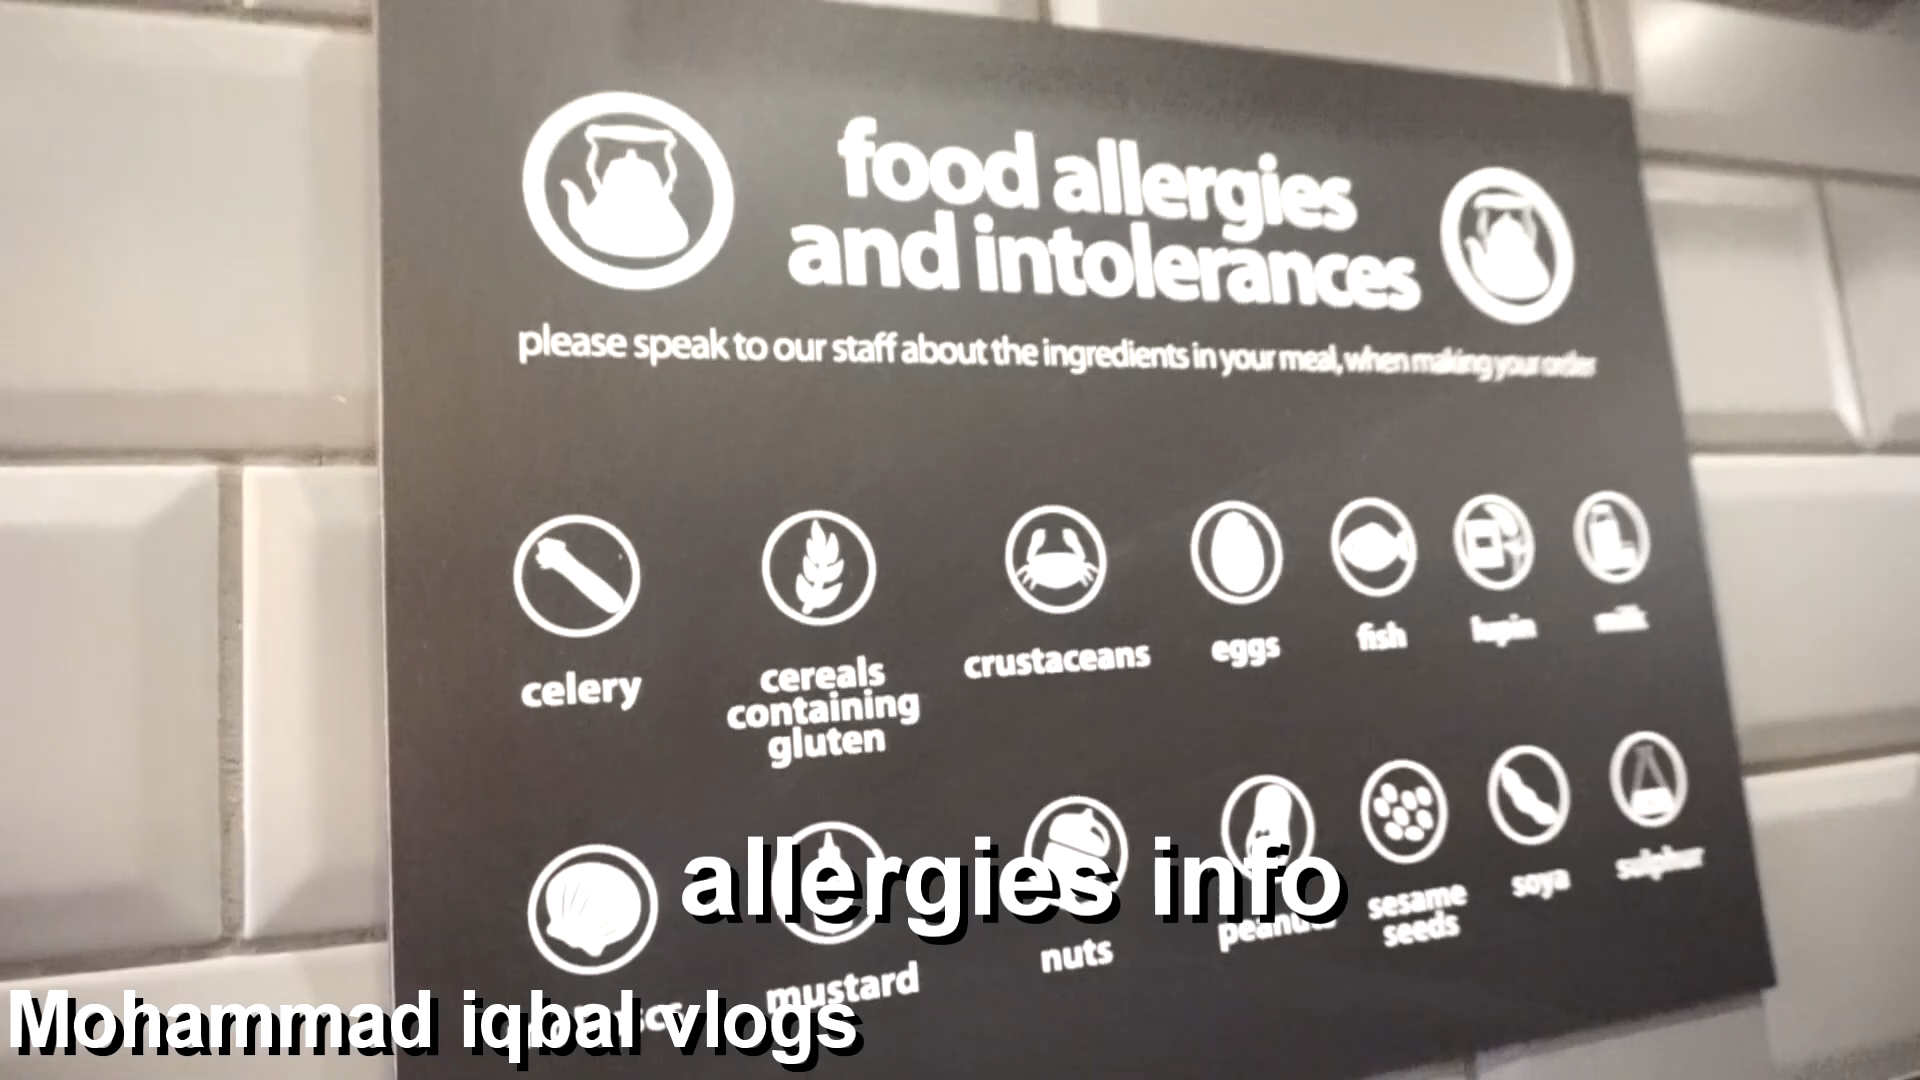 food allergies
and intolerances
please speak to our staff about the ingredients in your meal, when making your order
celery
cereals
containing
gluten
crustaceans
eggs
fish
lupin
milk
mustard
nuts
sesame
seeds
soya
sulphur
allergies info
Mohammad iqbal vlogs